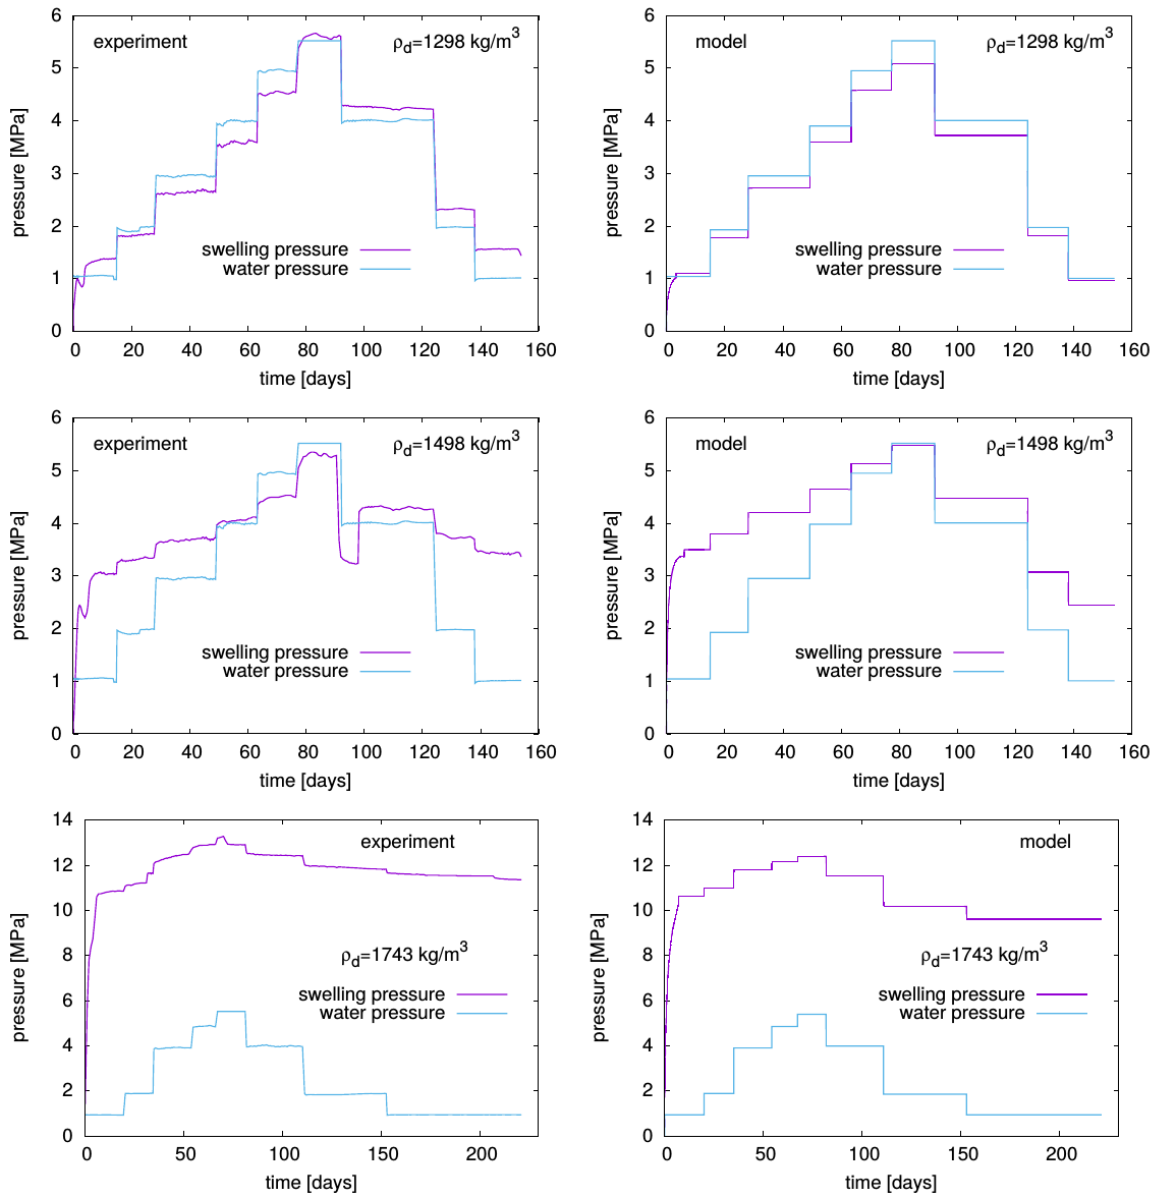 experiment
ρd=1298 kg/m3
pressure [MPa]
6
5
4
3
2
1
0
swelling pressure
water pressure
0 20 40 60 80 100 120 140 160
time [days]
model
ρd=1298 kg/m3
pressure [MPa]
6
5
4
3
2
1
0
swelling pressure
water pressure
0 20 40 60 80 100 120 140 160
time [days]
experiment
ρd=1498 kg/m3
pressure [MPa]
6
5
4
3
2
1
0
swelling pressure
water pressure
0 20 40 60 80 100 120 140 160
time [days]
model
ρd=1498 kg/m3
pressure [MPa]
6
5
4
3
2
1
0
swelling pressure
water pressure
0 20 40 60 80 100 120 140 160
time [days]
experiment
pressure [MPa]
14
12
10
8
6
4
2
0
ρd=1743 kg/m3
swelling pressure
water pressure
0 50 100 150 200
time [days]
model
pressure [MPa]
14
12
10
8
6
4
2
0
ρd=1743 kg/m3
swelling pressure
water pressure
0 50 100 150 200
time [days]